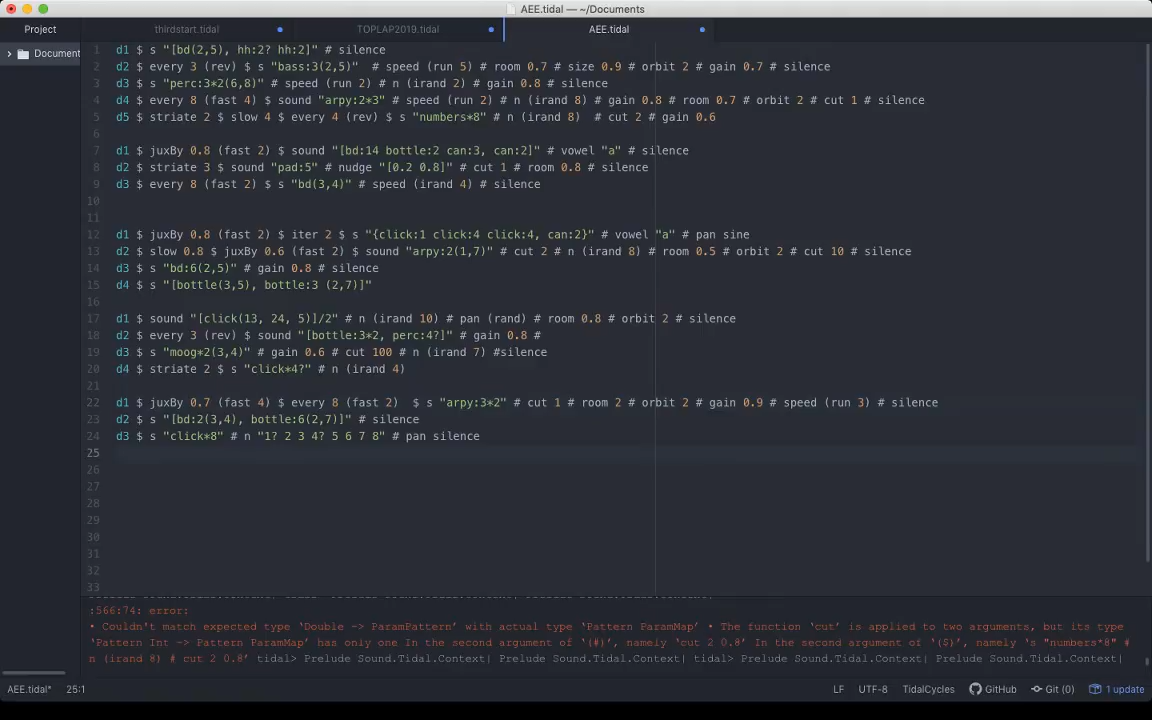 AEE.tidal — ~/Documents
Project thirdstart.tidal TOPLAP2019.tidal AEE.tidal
Document
1 d1 $ s "[bd(2,5), hh:2? hh:2]" # silence
2 d2 $ every 3 (rev) $ s "bass:3(2,5)"  # speed (run 5) # room 0.7 # size 0.9 # orbit 2 # gain 0.7 # silence
3 d3 $ s "perc:3*2(6,8)" # speed (run 2) # n (irand 2) # gain 0.8 # silence
4 d4 $ every 8 (fast 4) $ sound "arpy:2*3" # speed (run 2) # n (irand 8) # gain 0.8 # room 0.7 # orbit 2 # cut 1 # silence
5 d5 $ striate 2 $ slow 4 $ every 4 (rev) $ s "numbers*8" # n (irand 8)  # cut 2 # gain 0.6
6
7 d1 $ juxBy 0.8 (fast 2) $ sound "[bd:14 bottle:2 can:3, can:2]" # vowel "a" # silence
8 d2 $ striate 3 $ sound "pad:5" # nudge "[0.2 0.8]" # cut 1 # room 0.8 # silence
9 d3 $ every 8 (fast 2) $ s "bd(3,4)" # speed (irand 4) # silence
10
11
12 d1 $ juxBy 0.8 (fast 2) $ iter 2 $ s "{click:1 click:4 click:4, can:2}" # vowel "a" # pan sine
13 d2 $ slow 0.8 $ juxBy 0.6 (fast 2) $ sound "arpy:2(1,7)" # cut 2 # n (irand 8) # room 0.5 # orbit 2 # cut 10 # silence
14 d3 $ s "bd:6(2,5)" # gain 0.8 # silence
15 d4 $ s "[bottle(3,5), bottle:3 (2,7)]"
16
17 d1 $ sound "[click(13, 24, 5)]/2" # n (irand 10) # pan (rand) # room 0.8 # orbit 2 # silence
18 d2 $ every 3 (rev) $ sound "[bottle:3*2, perc:4?]" # gain 0.8 #
19 d3 $ s "moog*2(3,4)" # gain 0.6 # cut 100 # n (irand 7) #silence
20 d4 $ striate 2 $ s "click*4?" # n (irand 4)
21
22 d1 $ juxBy 0.7 (fast 4) $ every 8 (fast 2)  $ s "arpy:3*2" # cut 1 # room 2 # orbit 2 # gain 0.9 # speed (run 3) # silence
23 d2 $ s "[bd:2(3,4), bottle:6(2,7)]" # silence
24 d3 $ s "click*8" # n "1? 2 3 4? 5 6 7 8" # pan silence
25
26
27
28
29
30
31
32
33
:566:74: error:
• Couldn't match expected type ‘Double -> ParamPattern’ with actual type ‘Pattern ParamMap’ • The function ‘cut’ is applied to two arguments, but its type
‘Pattern Int -> Pattern ParamMap’ has only one In the second argument of ‘(#)’, namely ‘cut 2 0.8’ In the second argument of ‘($)’, namely ‘s "numbers*8" #
n (irand 8) # cut 2 0.8’ tidal> Prelude Sound.Tidal.Context| Prelude Sound.Tidal.Context| tidal> Prelude Sound.Tidal.Context| Prelude Sound.Tidal.Context|
AEE.tidal* 25:1 LF UTF-8 TidalCycles GitHub Git (0) 1 update